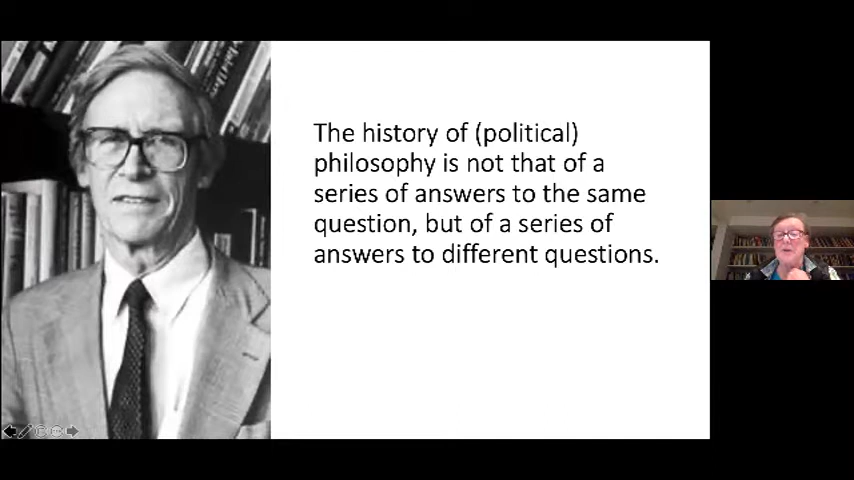 The history of (political)
philosophy is not that of a
series of answers to the same
question, but of a series of
answers to different questions.